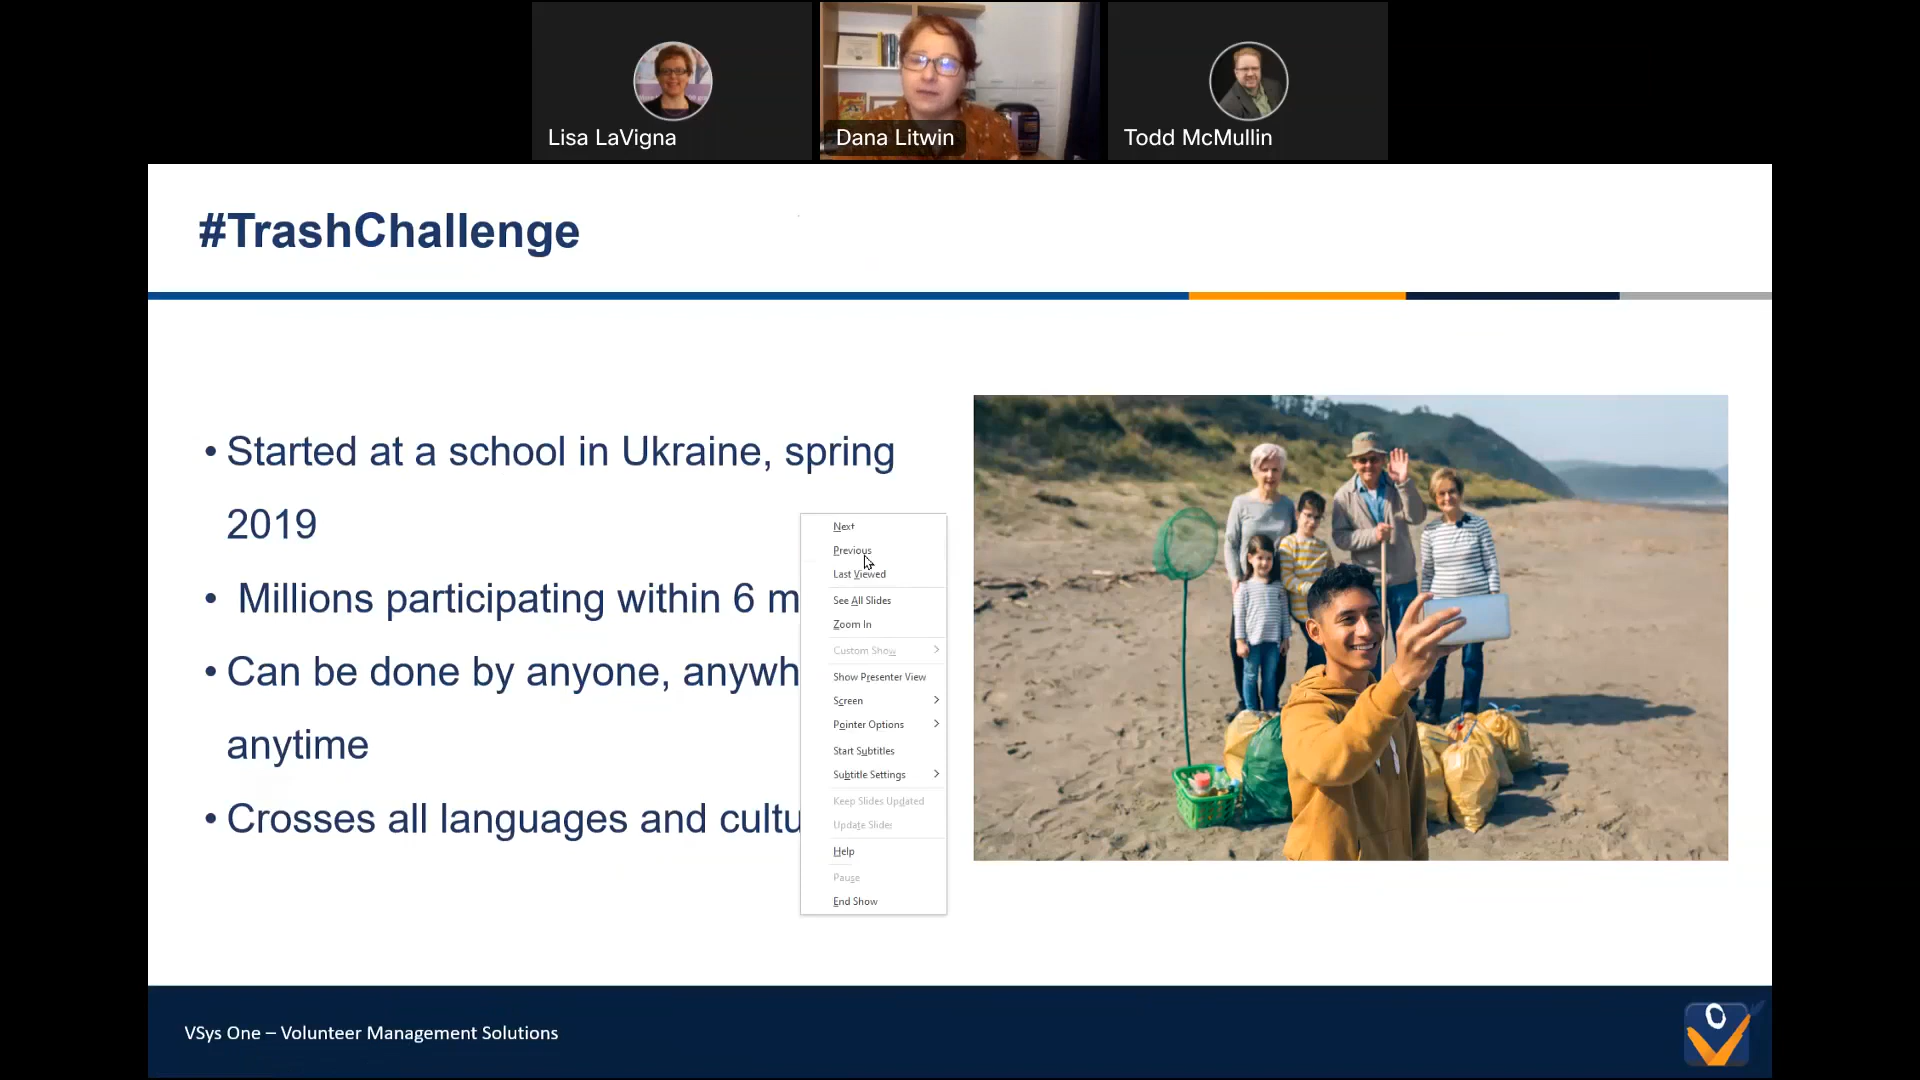 Lisa LaVigna
Dana Litwin
Todd McMullin
#TrashChallenge
• Started at a school in Ukraine, spring
2019
• Millions participating within 6 m
• Can be done by anyone, anywh
anytime
• Crosses all languages and cultu
Next
Previous
Last Viewed
See All Slides
Zoom In
Custom Show
Show Presenter View
Screen
Pointer Options
Start Subtitles
Subtitle Settings
Keep Slides Updated
Update Slides
Help
Pause
End Show
VSys One – Volunteer Management Solutions